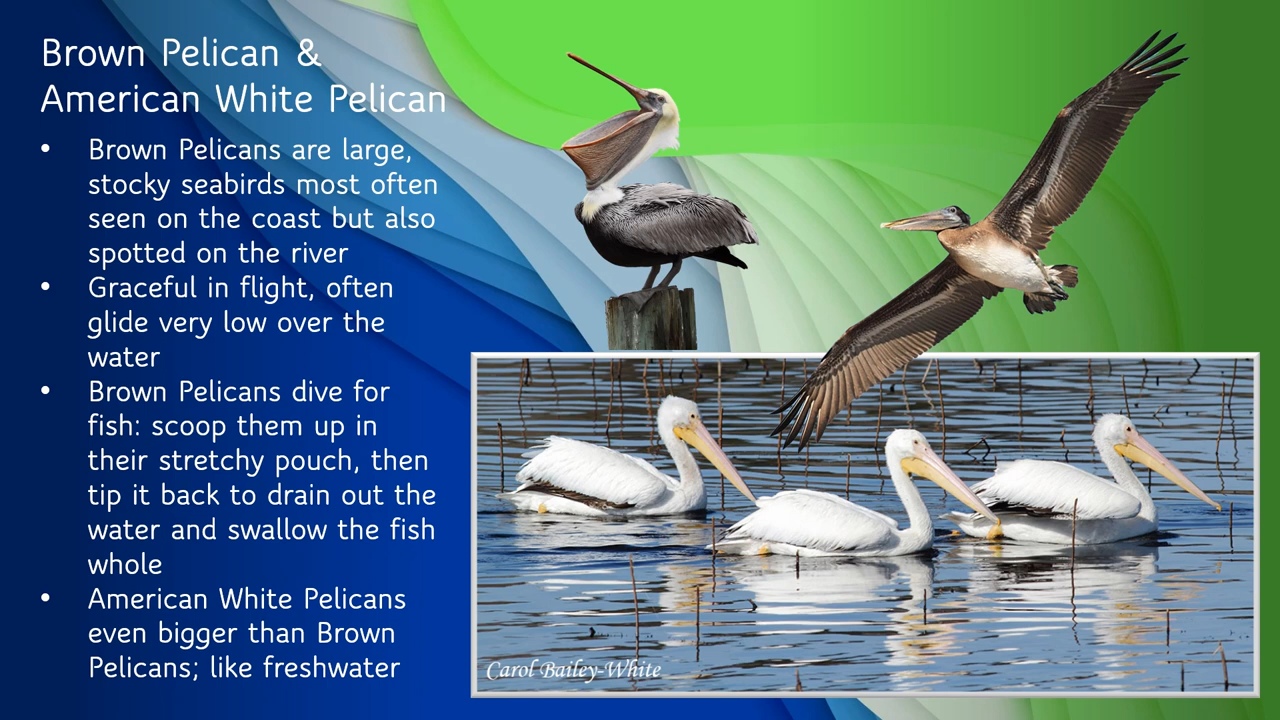 Brown Pelican &
American White Pelican
• Brown Pelicans are large,
stocky seabirds most often
seen on the coast but also
spotted on the river
• Graceful in flight, often
glide very low over the
water
• Brown Pelicans dive for
fish: scoop them up in
their stretchy pouch, then
tip it back to drain out the
water and swallow the fish
whole
• American White Pelicans
even bigger than Brown
Pelicans; like freshwater
Carol Bailey-White